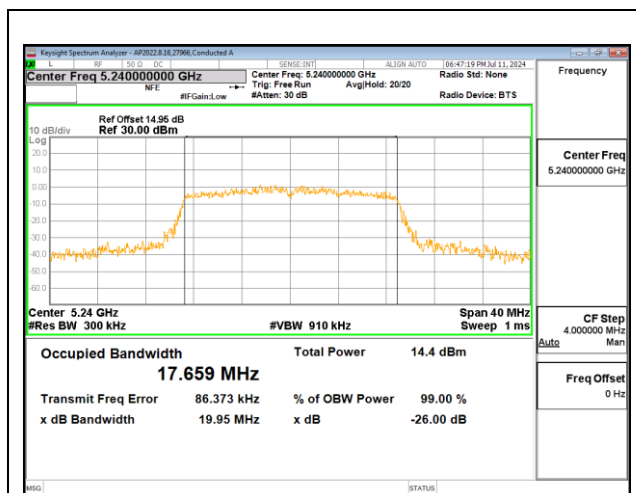 Keysight Spectrum Analyzer - AP2022.8.16,27966,Conducted A
L RF 50 Ω DC SENSE:INT ALIGN AUTO 06:47:19 PM Jul 11, 2024
Center Freq 5.240000000 GHz Center Freq: 5.240000000 GHz Radio Std: None Frequency
NFE Trig: Free Run Avg|Hold: 20/20
#IFGain:Low #Atten: 30 dB Radio Device: BTS
Ref Offset 14.95 dB
10 dB/div Ref 30.00 dBm
Log
20.0
10.0
0.00
-10.0
-20.0
-30.0
-40.0
-50.0
-60.0
Center Freq
5.240000000 GHz
Center 5.24 GHz Span 40 MHz
#Res BW 300 kHz #VBW 910 kHz Sweep 1 ms
CF Step
4.000000 MHz
Auto Man
Occupied Bandwidth Total Power 14.4 dBm
17.659 MHz
Freq Offset
0 Hz
Transmit Freq Error 86.373 kHz % of OBW Power 99.00 %
x dB Bandwidth 19.95 MHz x dB -26.00 dB
MSG STATUS